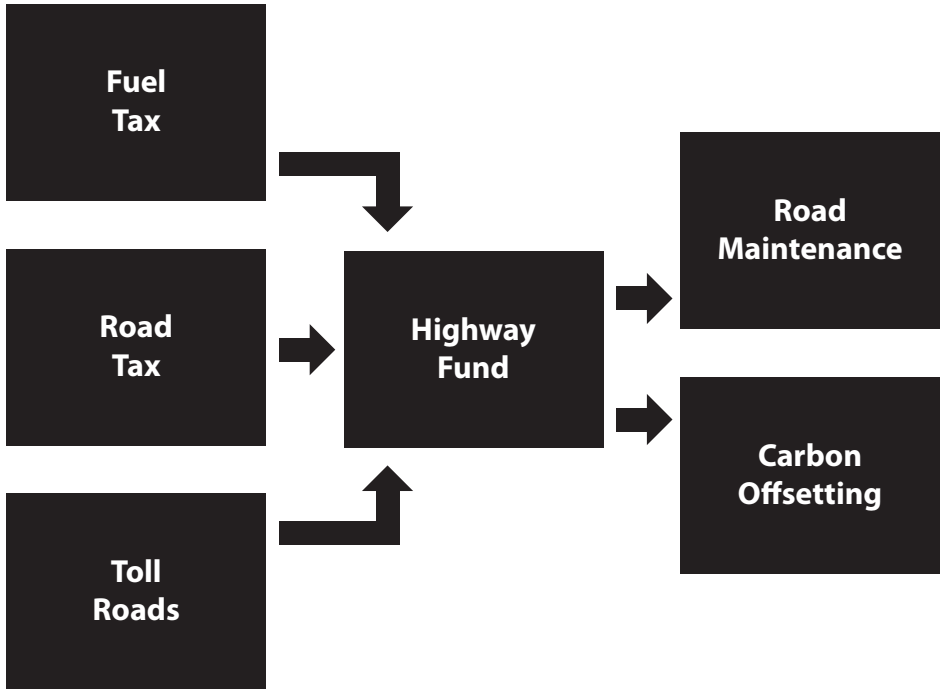 Fuel
Tax
Road
Tax
Toll
Roads
Highway
Fund
Road
Maintenance
Carbon
Offsetting